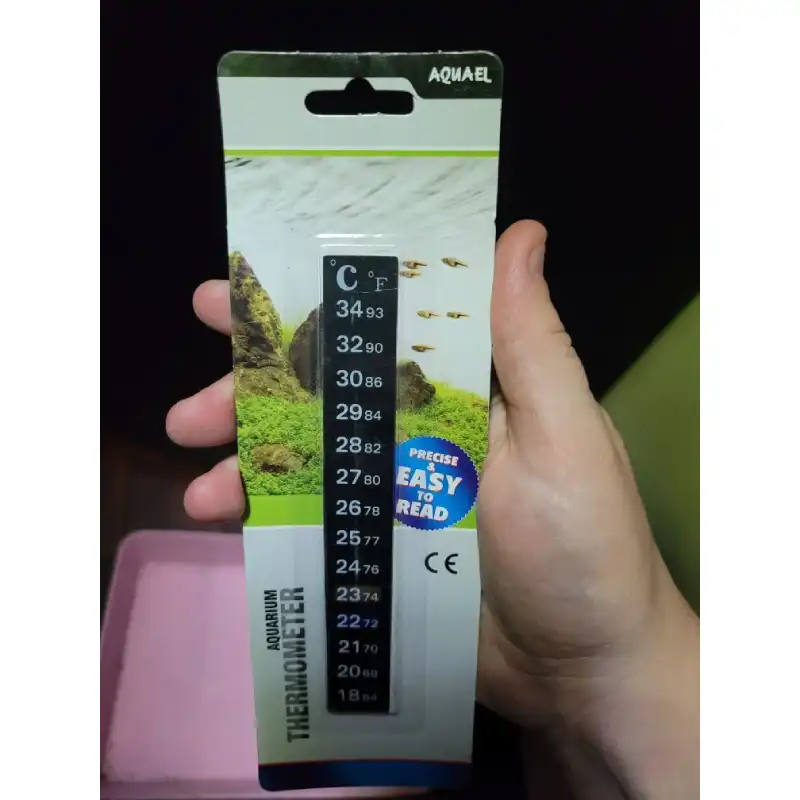 AQUAEL
°C °F
34 93
32 90
30 86
29 84
28 82
27 80
26 78
25 77
24 76
23 74
22 72
21 70
20 68
18 64
PRECISE
&
EASY
TO
READ
CE
AQUARIUM
THERMOMETER